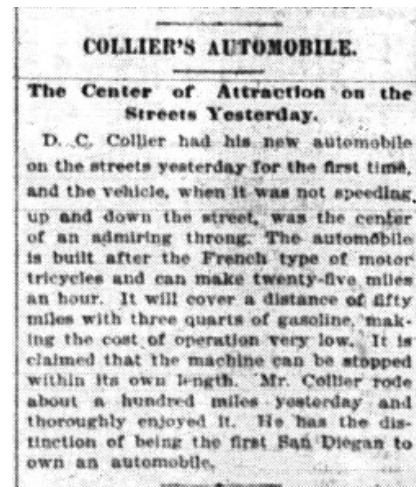 COLLIER'S AUTOMOBILE.
The Center of Attraction on the
Streets Yesterday.
D. C. Collier had his new automobile
on the streets yesterday for the first time,
and the vehicle, when it was not speeding
up and down the street, was the center
of an admiring throng. The automobile
is built after the French type of motor
tricycles and can make twenty-five miles
an hour. It will cover a distance of fifty
miles with three quarts of gasoline, mak-
ing the cost of operation very low. It is
claimed that the machine can be stopped
within its own length. Mr. Collier rode
about a hundred miles yesterday and
thoroughly enjoyed it. He has the dis-
tinction of being the first San Diegan to
own an automobile.